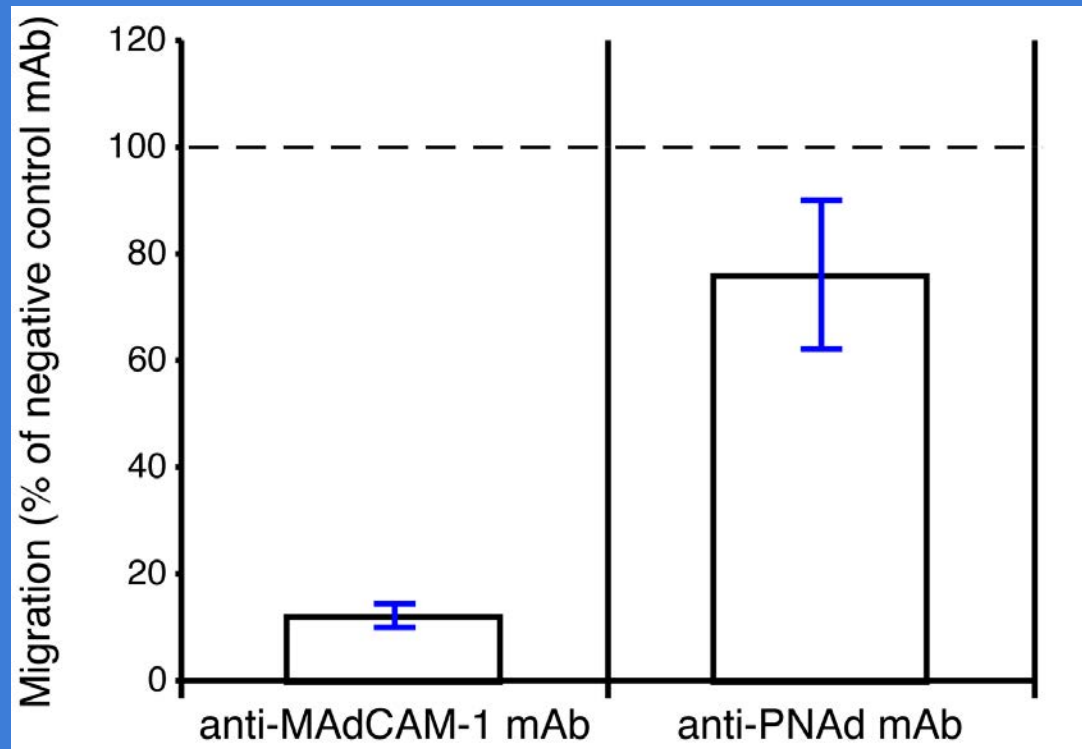 Migration (% of negative control mAb)
120
100
80
60
40
20
0
anti-MAdCAM-1 mAb
anti-PNAd mAb